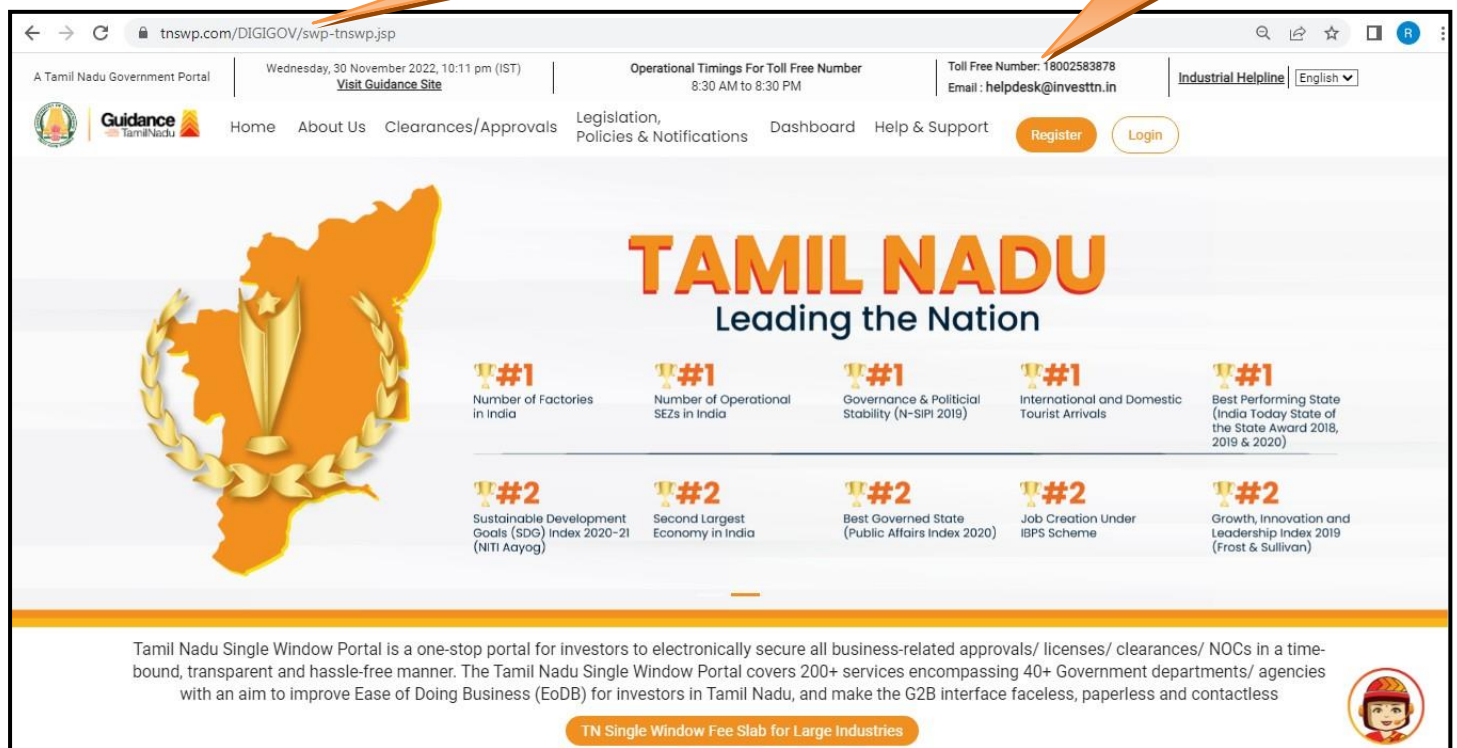 tnswp.com/DIGIGOV/swp-tnswp.jsp
R
A Tamil Nadu Government Portal
Wednesday, 30 November 2022, 10:11 pm (IST)
Visit Guidance Site
Operational Timings For Toll Free Number
8:30 AM to 8:30 PM
Toll Free Number: 18002583878
Email : helpdesk@investtn.in
Industrial Helpline
English
Guidance
TamilNadu
Home
About Us
Clearances/Approvals
Legislation,
Policies & Notifications
Dashboard
Help & Support
Register
Login
TAMIL NADU
Leading the Nation
#1
Number of Factories
in India
#1
Number of Operational
SEZs in India
#1
Governance & Politicial
Stability (N-SIPI 2019)
#1
International and Domestic
Tourist Arrivals
#1
Best Performing State
(India Today State of
the State Award 2018,
2019 & 2020)
#2
Sustainable Development
Goals (SDG) Index 2020-21
(NITI Aayog)
#2
Second Largest
Economy in India
#2
Best Governed State
(Public Affairs Index 2020)
#2
Job Creation Under
IBPS Scheme
#2
Growth, Innovation and
Leadership Index 2019
(Frost & Sullivan)
Tamil Nadu Single Window Portal is a one-stop portal for investors to electronically secure all business-related approvals/ licenses/ clearances/ NOCs in a time-
bound, transparent and hassle-free manner. The Tamil Nadu Single Window Portal covers 200+ services encompassing 40+ Government departments/ agencies
with an aim to improve Ease of Doing Business (EoDB) for investors in Tamil Nadu, and make the G2B interface faceless, paperless and contactless
TN Single Window Fee Slab for Large Industries